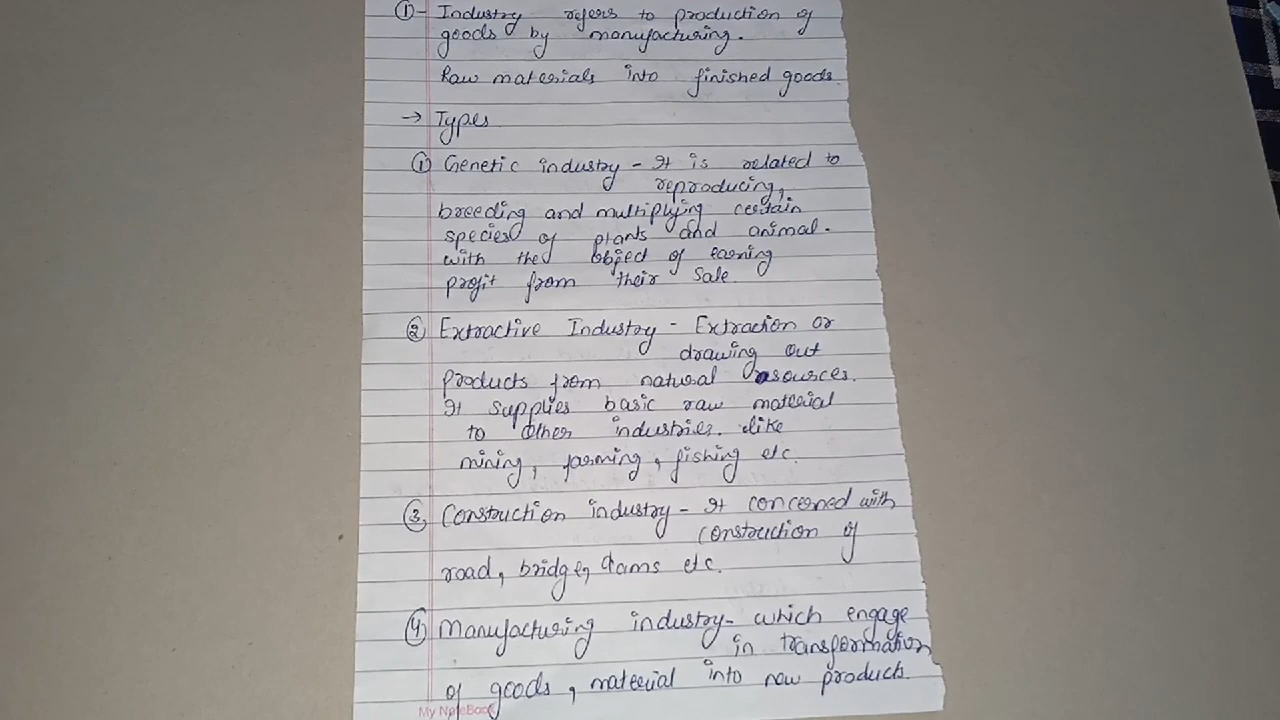 ①- Industry refers to production of
goods by manufacturing.
Raw materials into finished goods.
→ Types
① Genetic industry - It is related to
reproducing,
breeding and multiplying certain
species of plants and animal.
with the object of earning
profit from their sale.
② Extractive Industry - Extraction or
drawing out
products from natural resources.
It supplies basic raw material
to other industries. like
mining, farming, fishing etc.
③ Construction industry - It concerned with
construction of
road, bridge, dams etc.
④ Manufacturing industry- which engage
in transformation
of goods, material into new product.
My NoteBook